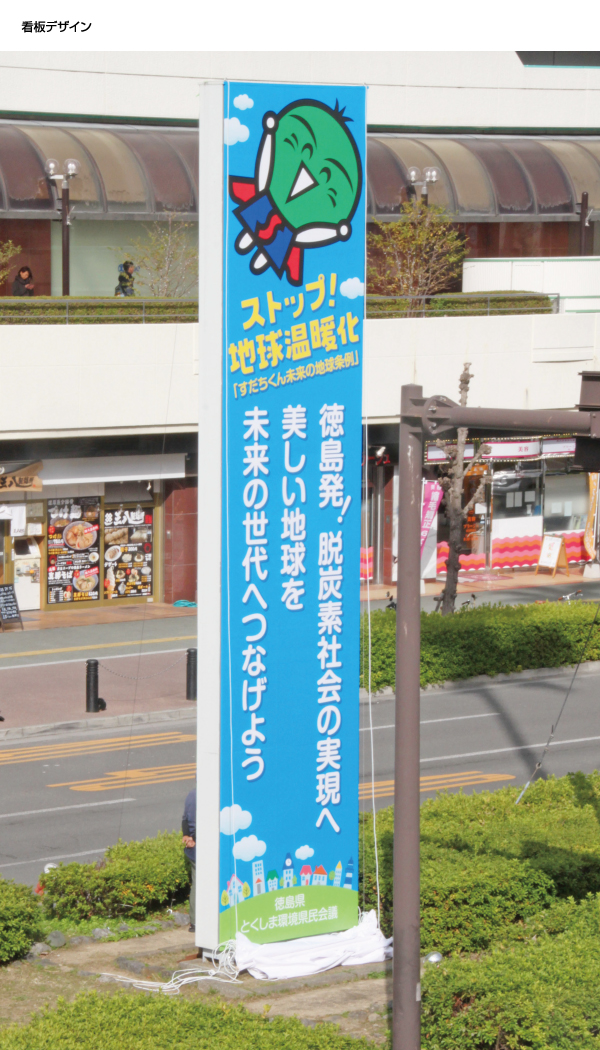 看板デザイン
ストップ!
地球温暖化
「すだちくん未来の地球条例」
徳島発!脱炭素社会の実現へ
美しい地球を
未来の世代へつなげよう
徳島県
とくしま環境県民会議